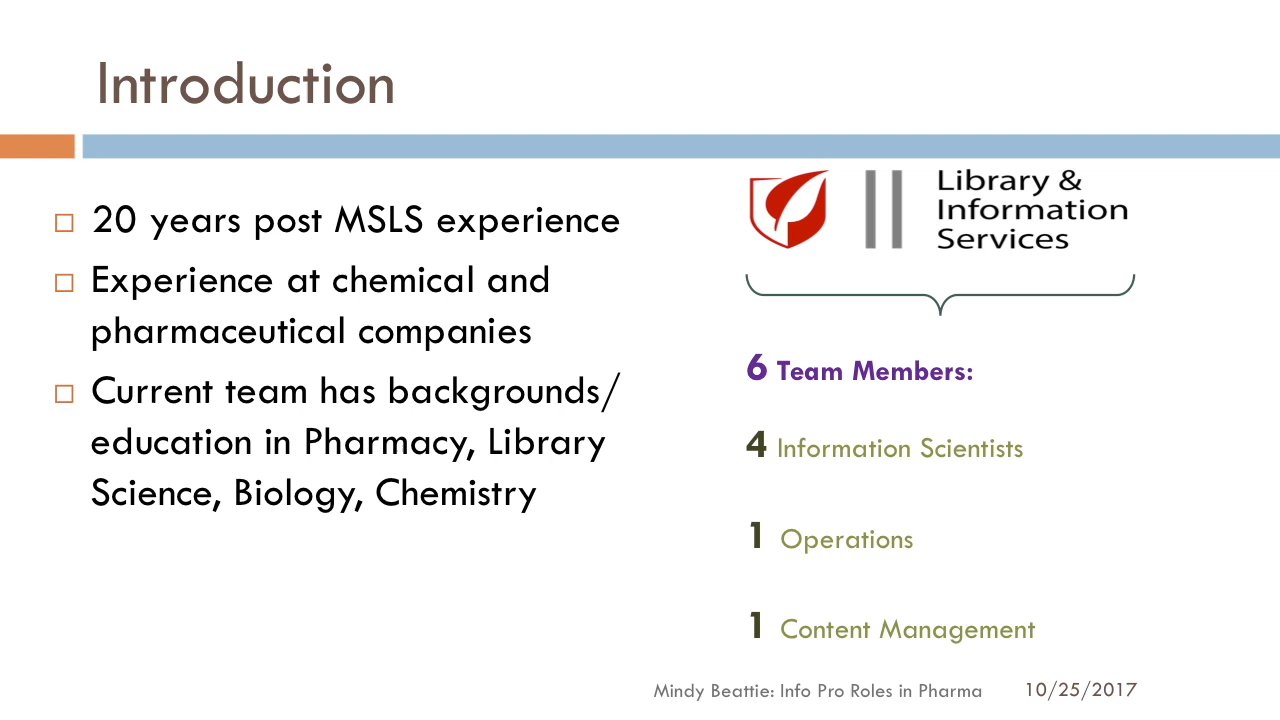 Introduction
20 years post MSLS experience
Experience at chemical and
pharmaceutical companies
Current team has backgrounds/
education in Pharmacy, Library
Science, Biology, Chemistry
Library &
Information
Services
6 Team Members:
4 Information Scientists
1 Operations
1 Content Management
Mindy Beattie: Info Pro Roles in Pharma 10/25/2017